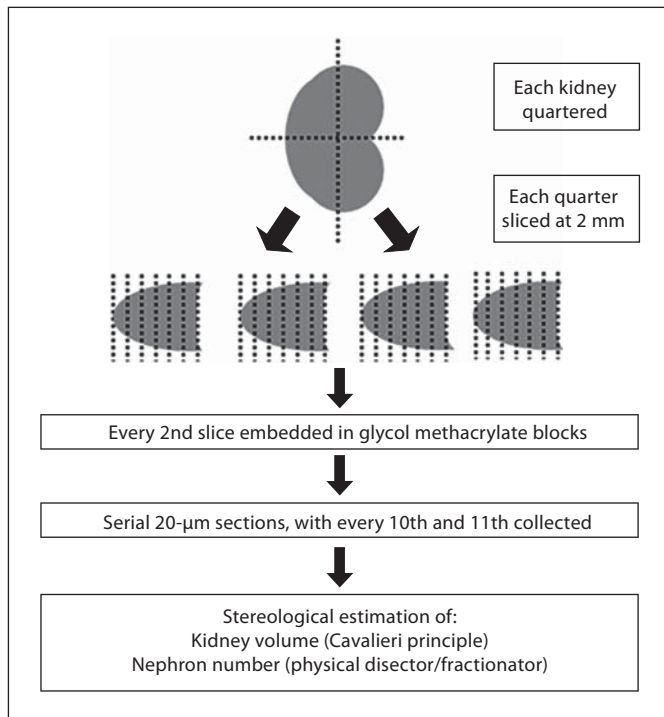 Each kidney
quartered
Each quarter
sliced at 2 mm
Every 2nd slice embedded in glycol methacrylate blocks
Serial 20-µm sections, with every 10th and 11th collected
Stereological estimation of:
Kidney volume (Cavalieri principle)
Nephron number (physical disector/fractionator)